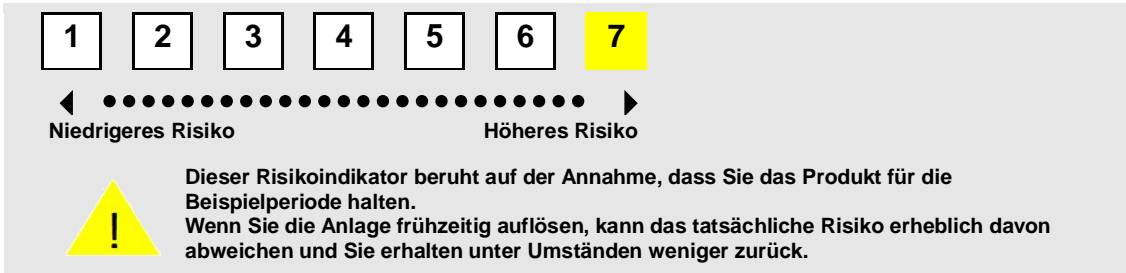 1 2 3 4 5 6 7
Niedrigeres Risiko Höheres Risiko
!
Dieser Risikoindikator beruht auf der Annahme, dass Sie das Produkt für die
Beispielperiode halten.
Wenn Sie die Anlage frühzeitig auflösen, kann das tatsächliche Risiko erheblich davon
abweichen und Sie erhalten unter Umständen weniger zurück.